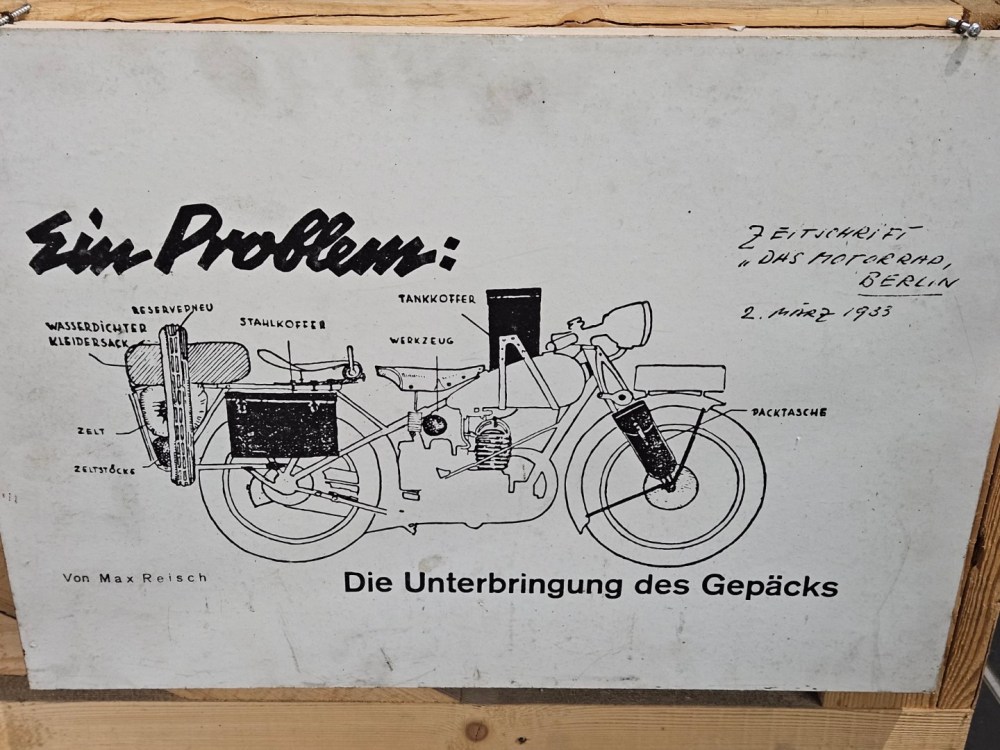 Ein Problem:
ZEITSCHRIFT
„DAS MOTORRAD,
BERLIN
2. MÄRZ 1933
RESERVEPNEU
WASSERDICHTER
KLEIDERSACK
STAHLKOFFER
TANKKOFFER
WERKZEUG
PACKTASCHE
ZELT
ZELTSTÖCKE
Von Max Reisch
Die Unterbringung des Gepäcks